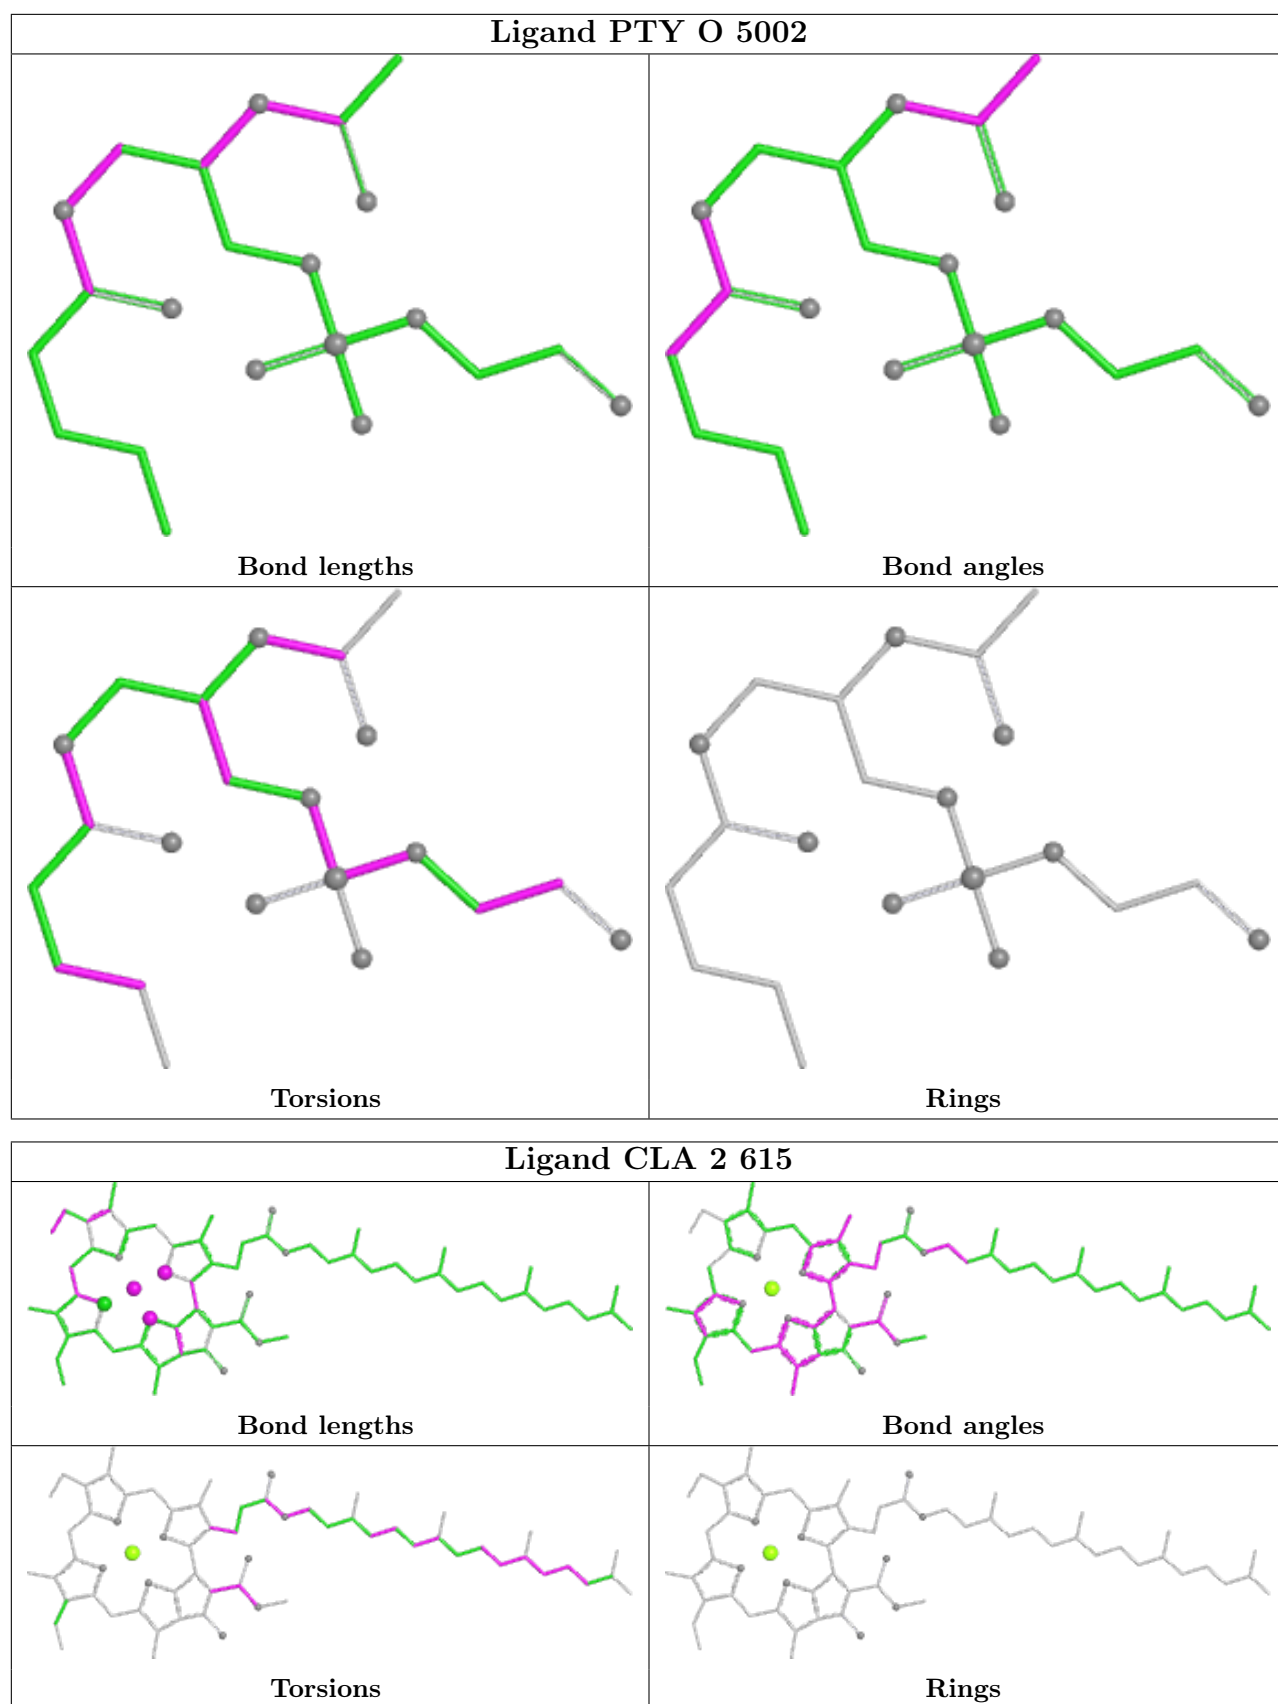 Ligand PTY O 5002
Bond lengths
Bond angles
Torsions
Rings
Ligand CLA 2 615
Bond lengths
Bond angles
Torsions
Rings